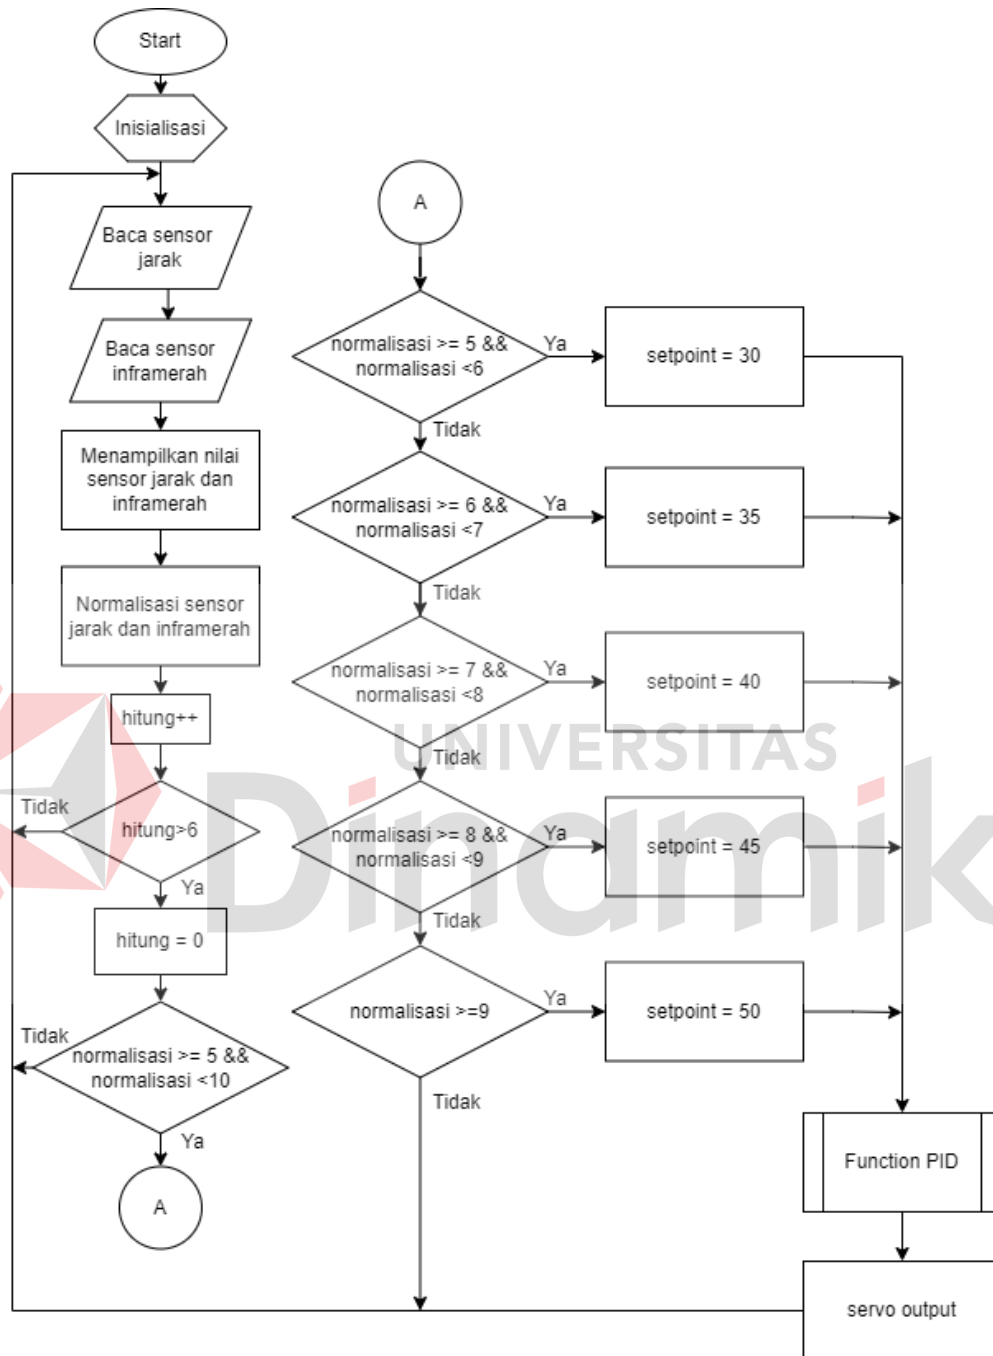 Start
Inisialisasi
Baca sensor
jarak
Baca sensor
inframerah
Menampilkan nilai
sensor jarak dan
inframerah
Normalisasi sensor
jarak dan inframerah
hitung++
hitung>6
Tidak
Ya
hitung = 0
normalisasi >= 5 &&
normalisasi <10
Tidak
Ya
A
A
normalisasi >= 5 &&
normalisasi <6
Ya
setpoint = 30
Tidak
normalisasi >= 6 &&
normalisasi <7
Ya
setpoint = 35
Tidak
normalisasi >= 7 &&
normalisasi <8
Ya
setpoint = 40
Tidak
normalisasi >= 8 &&
normalisasi <9
Ya
setpoint = 45
Tidak
normalisasi >=9
Ya
setpoint = 50
Tidak
Function PID
servo output
UNIVERSITAS
Dinamik